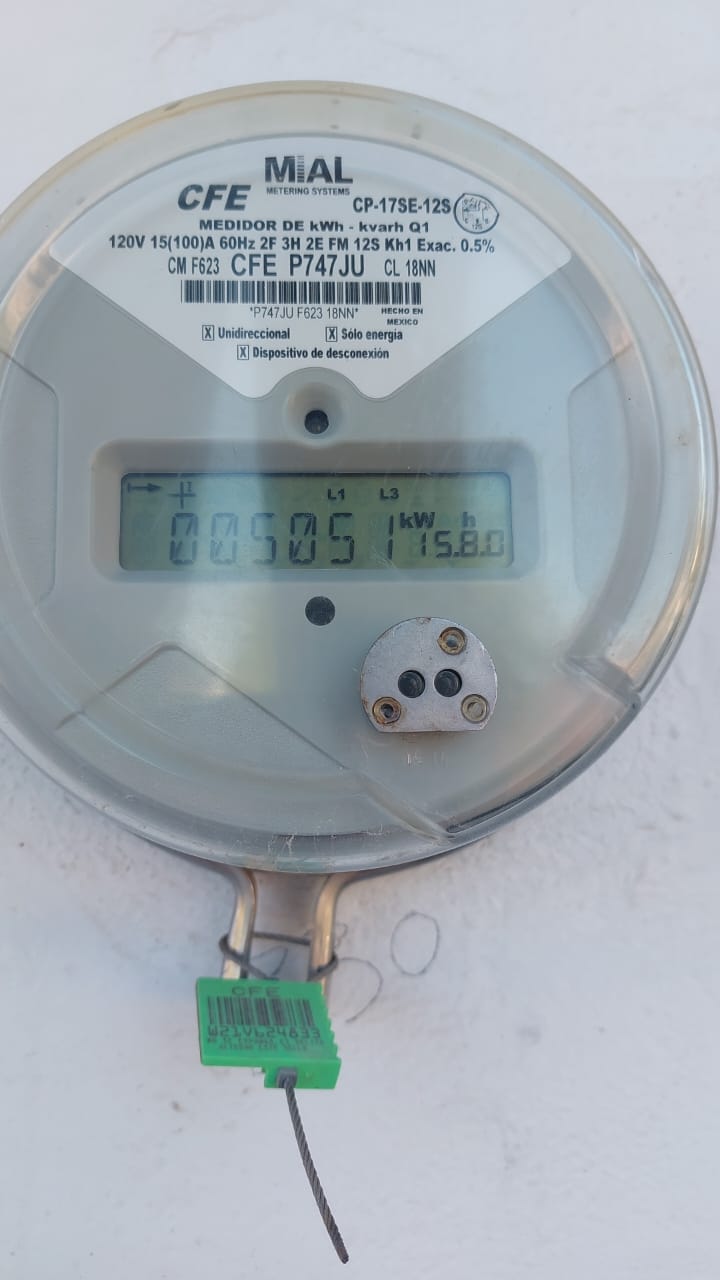 MIAL
METERING SYSTEMS
CFE
CP-17SE-12S
MEDIDOR DE kWh - kvarh Q1
120V 15(100)A 60Hz 2F 3H 2E FM 12S Kh1 Exac. 0.5%
CM F623 CFE P747JU CL 18NN
*P747JU F623 18NN*
HECHO EN
MEXICO
X Unidireccional X Sólo energía
X Dispositivo de desconexión
L1 L3
005051 kW h 15.8.0
CFE